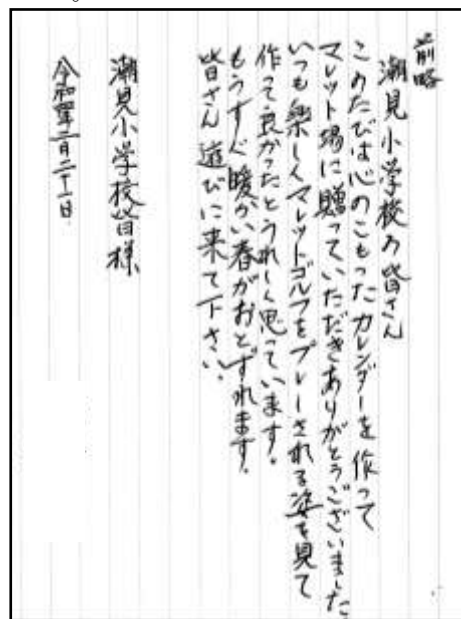 前略
潮見小学校の皆さん
このたびは心のこもったカレンダーを作って
マレット場に贈っていただきありがとうございました
いつも楽しくマレットゴルフをプレーされる姿を見て
作って良かったとうれしく思っています。
もうすぐ暖かい春がおとずれます。
皆さん遊びに来て下さい。
潮見小学校皆様
令和四年二月二十一日